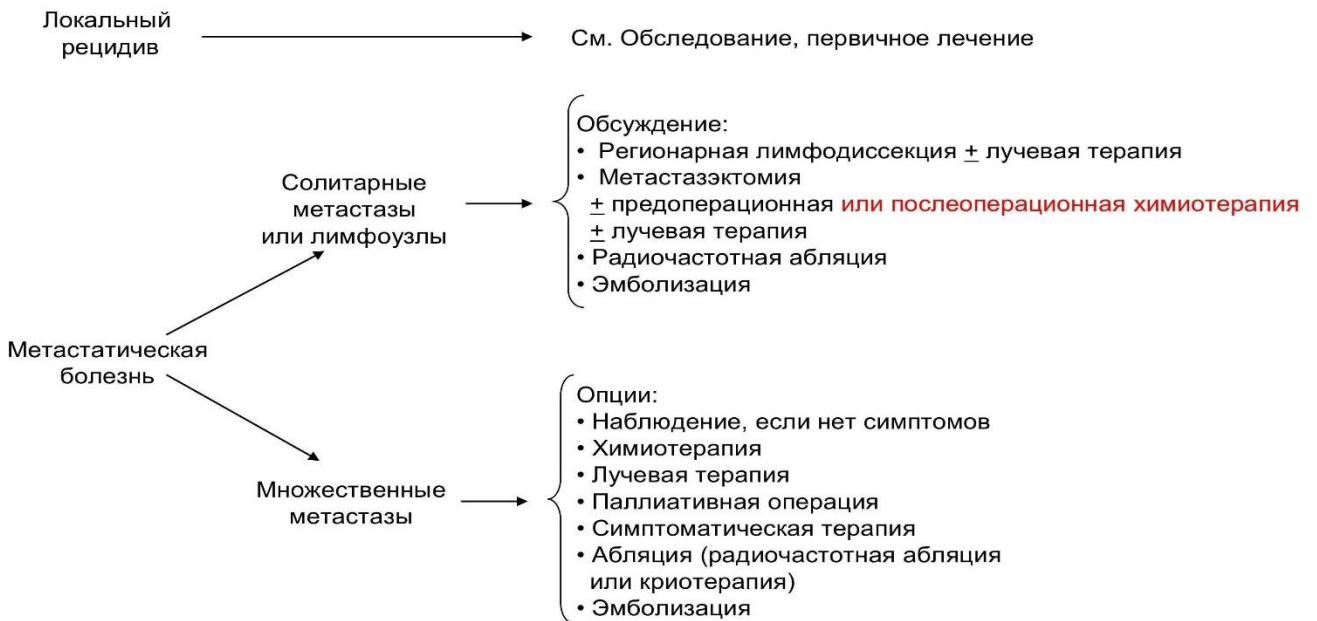 Локальный
рецидив
См. Обследование, первичное лечение
Солитарные
метастазы
или лимфоузлы
Обсуждение:
• Регионарная лимфодиссекция ± лучевая терапия
• Метастазэктомия
± предоперационная или послеоперационная химиотерапия
± лучевая терапия
• Радиочастотная абляция
• Эмболизация
Метастатическая
болезнь
Множественные
метастазы
Опции:
• Наблюдение, если нет симптомов
• Химиотерапия
• Лучевая терапия
• Паллиативная операция
• Симптоматическая терапия
• Абляция (радиочастотная абляция
или криотерапия)
• Эмболизация